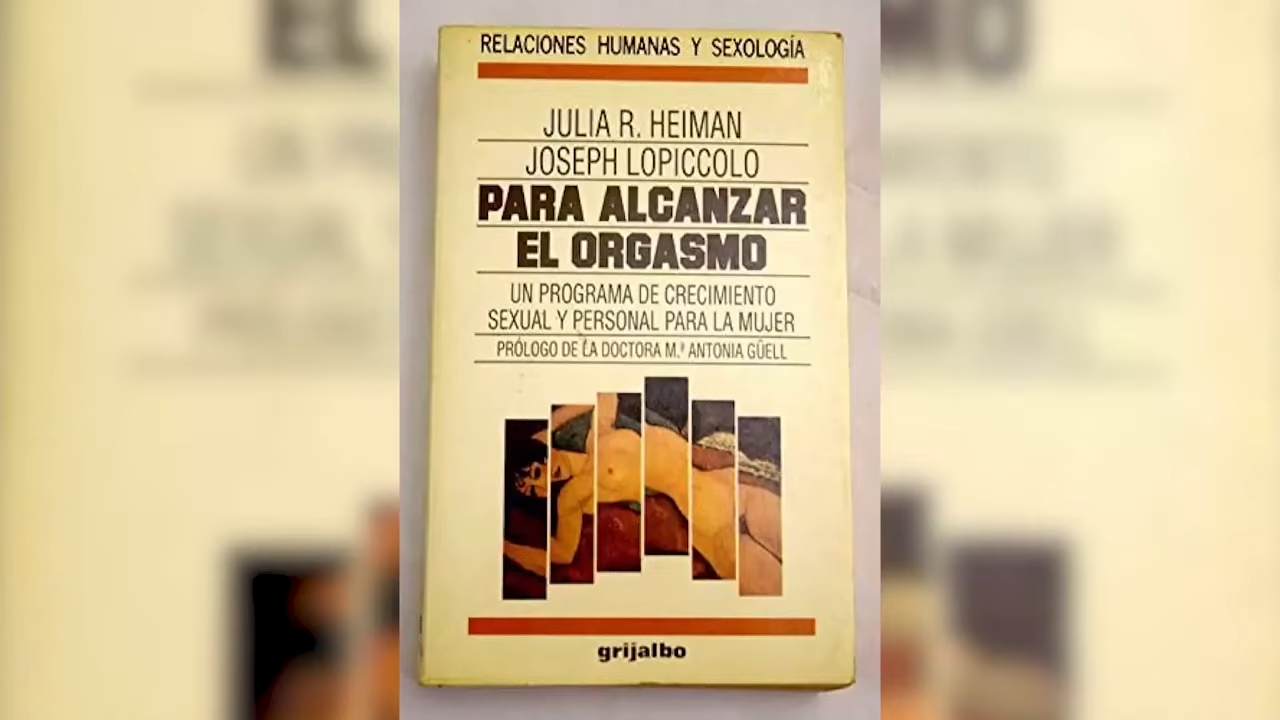 RELACIONES HUMANAS Y SEXOLOGÍA
JULIA R. HEIMAN
JOSEPH LOPICCOLO
PARA ALCANZAR
EL ORGASMO
UN PROGRAMA DE CRECIMIENTO
SEXUAL Y PERSONAL PARA LA MUJER
PRÓLOGO DE LA DOCTORA M.ª ANTONIA GÜELL
grijalbo